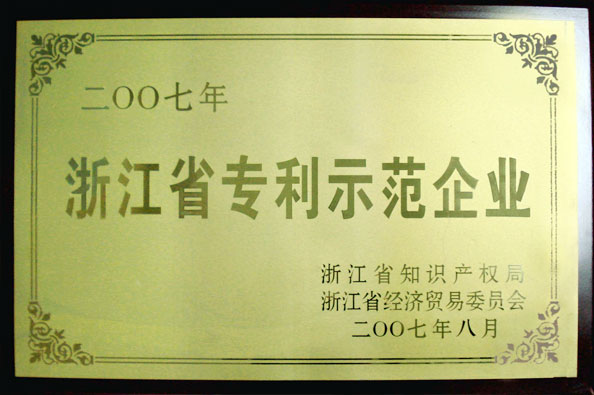 二OO七年
浙江省专利示范企业
浙江省知识产权局
浙江省经济贸易委员会
二OO七年八月